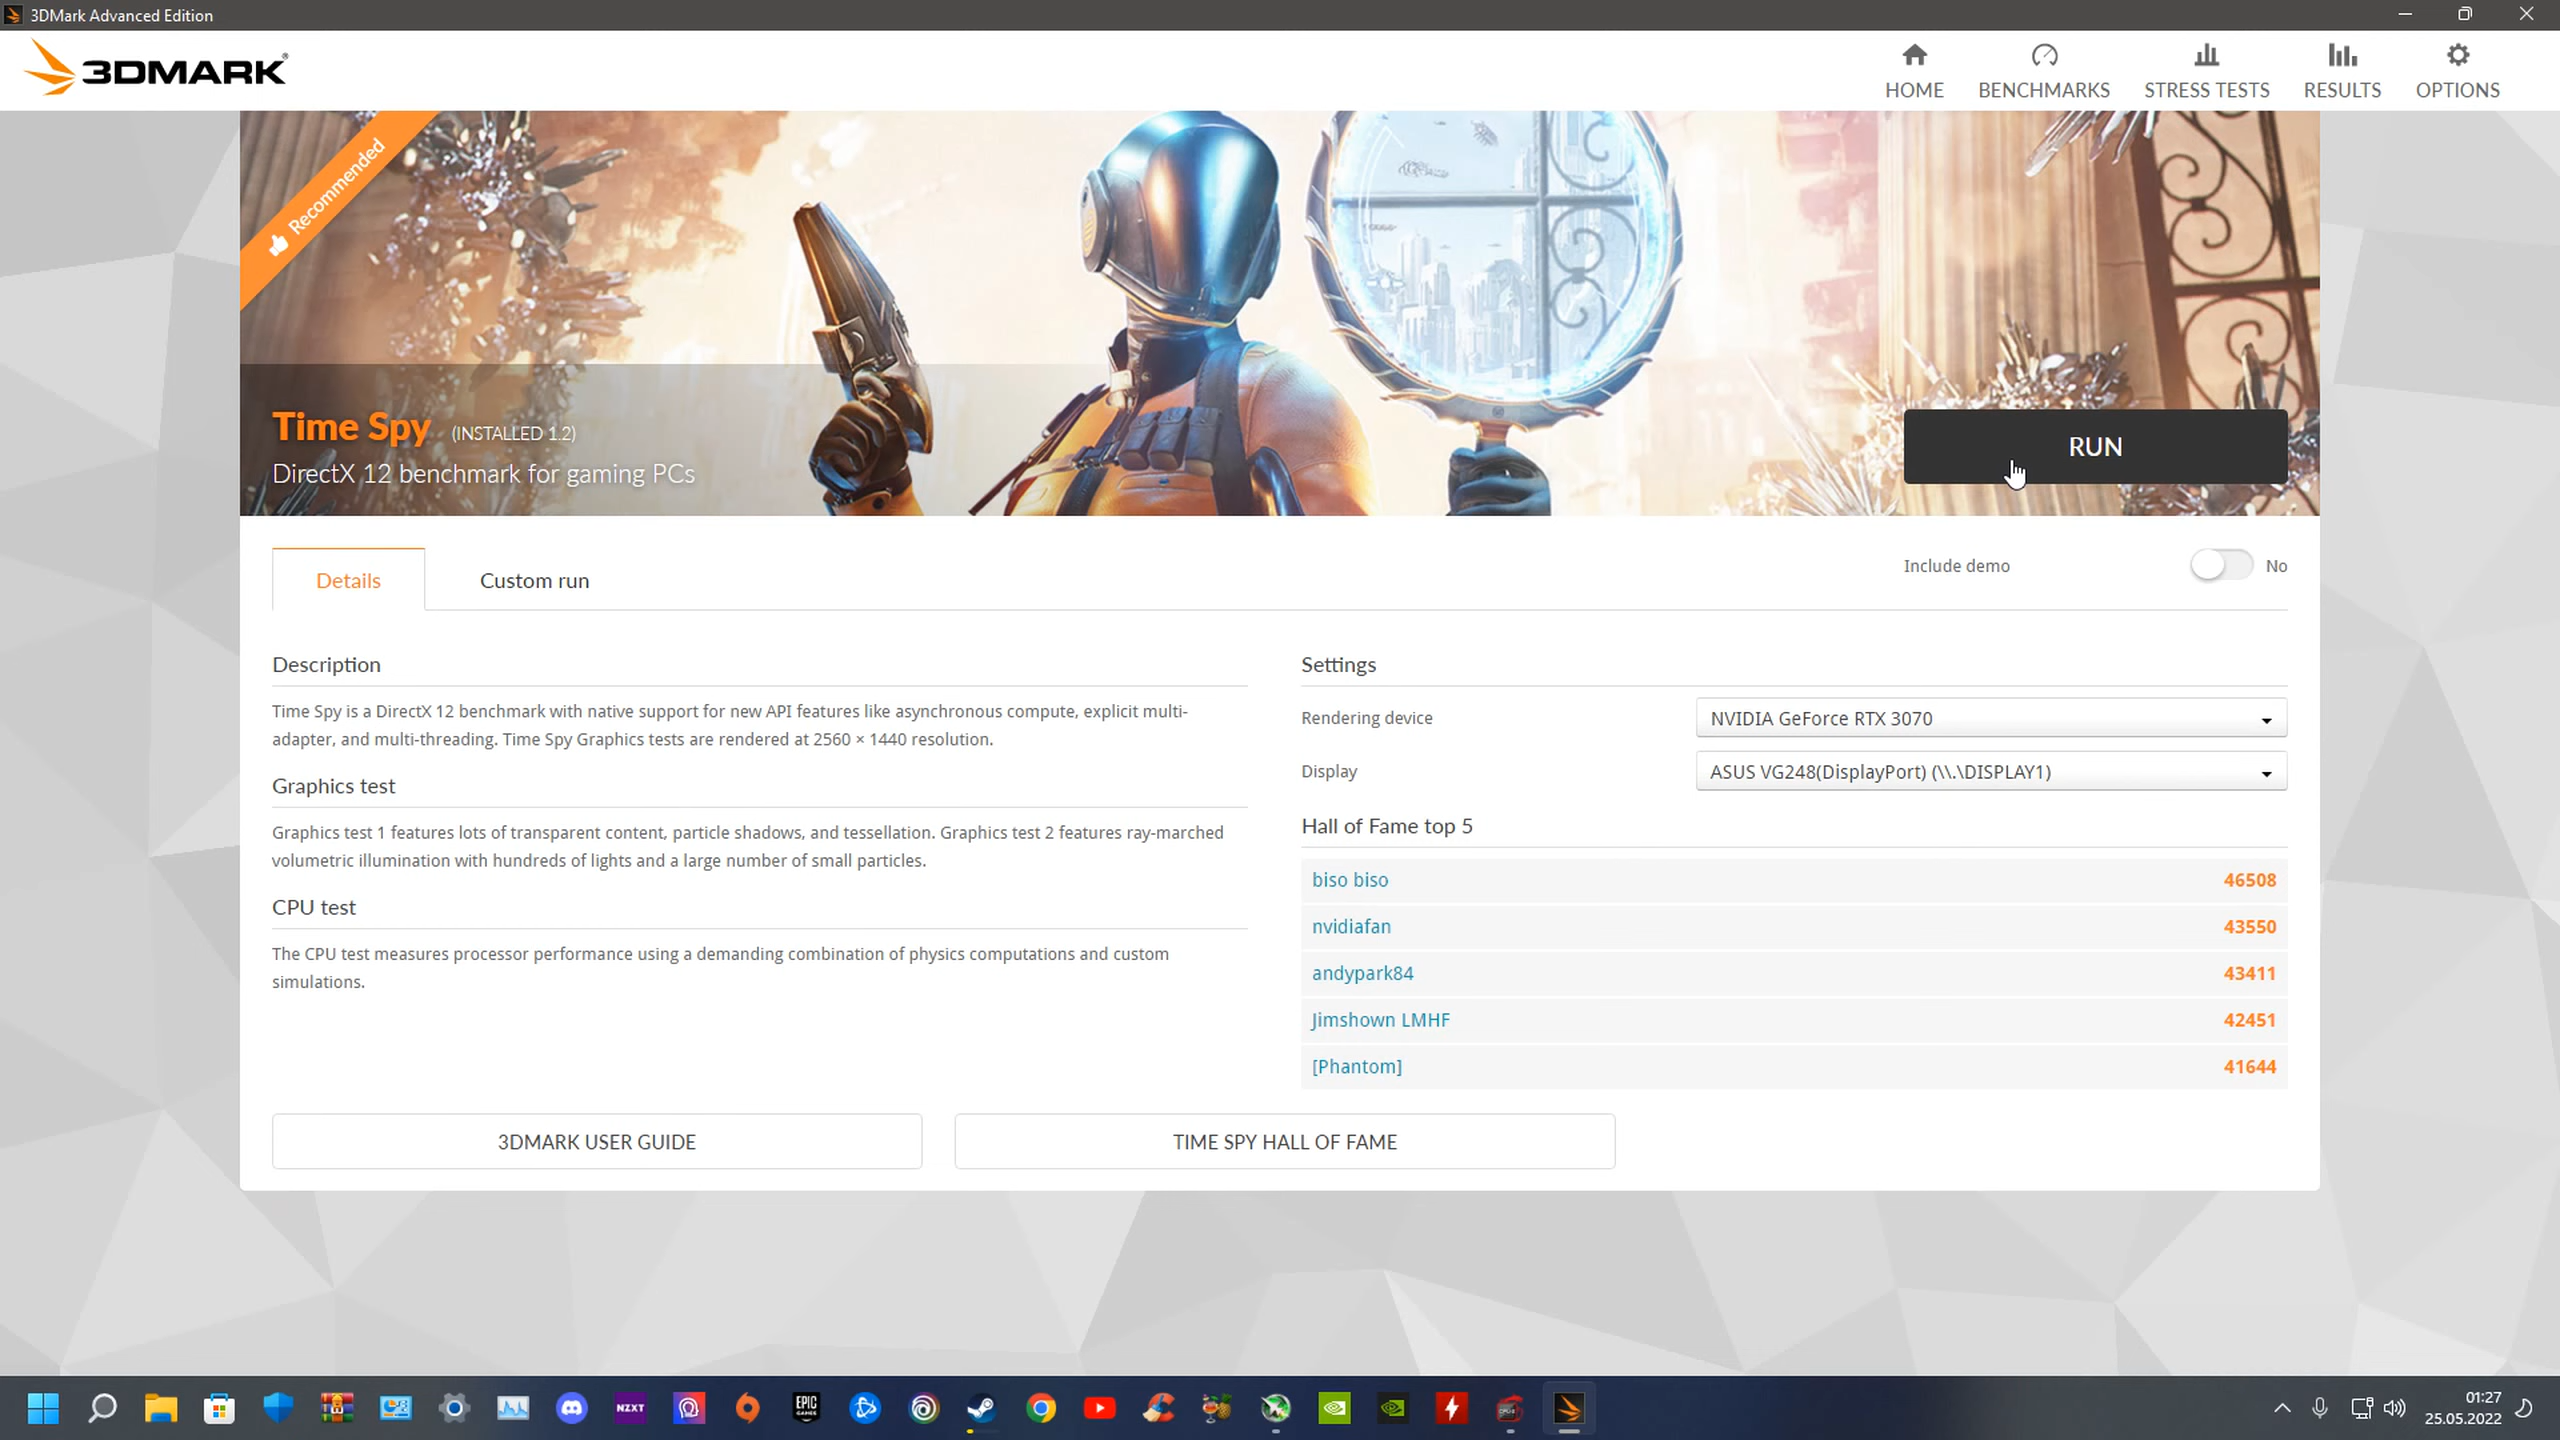 3DMark Advanced Edition
3DMARK®
HOME
BENCHMARKS
STRESS TESTS
RESULTS
OPTIONS
Recommended
Time Spy (INSTALLED 1.2)
DirectX 12 benchmark for gaming PCs
RUN
Details
Custom run
Include demo
No
Description
Time Spy is a DirectX 12 benchmark with native support for new API features like asynchronous compute, explicit multi-
adapter, and multi-threading. Time Spy Graphics tests are rendered at 2560 × 1440 resolution.
Graphics test
Graphics test 1 features lots of transparent content, particle shadows, and tessellation. Graphics test 2 features ray-marched
volumetric illumination with hundreds of lights and a large number of small particles.
CPU test
The CPU test measures processor performance using a demanding combination of physics computations and custom
simulations.
Settings
Rendering device
NVIDIA GeForce RTX 3070
Display
ASUS VG248(DisplayPort) (\\.\DISPLAY1)
Hall of Fame top 5
biso biso 46508
nvidiafan 43550
andypark84 43411
Jimshown LMHF 42451
[Phantom] 41644
3DMARK USER GUIDE
TIME SPY HALL OF FAME
NZXT
EPIC
GAMES
01:27
25.05.2022